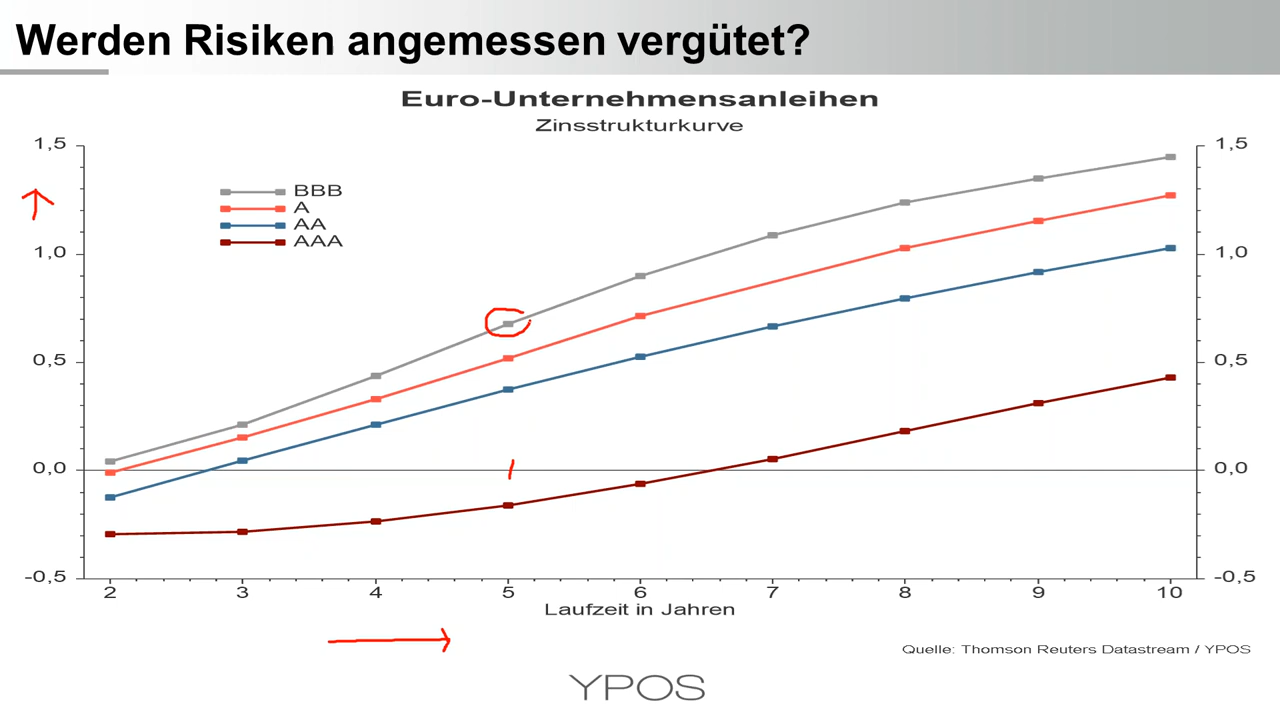 Werden Risiken angemessen vergütet?
Euro-Unternehmensanleihen
Zinsstrukturkurve
1,5
1,0
0,5
0,0
-0,5
BBB
A
AA
AAA
1,5
1,0
0,5
0,0
-0,5
2 3 4 5 6 7 8 9 10
Laufzeit in Jahren
Quelle: Thomson Reuters Datastream / YPOS
YPOS